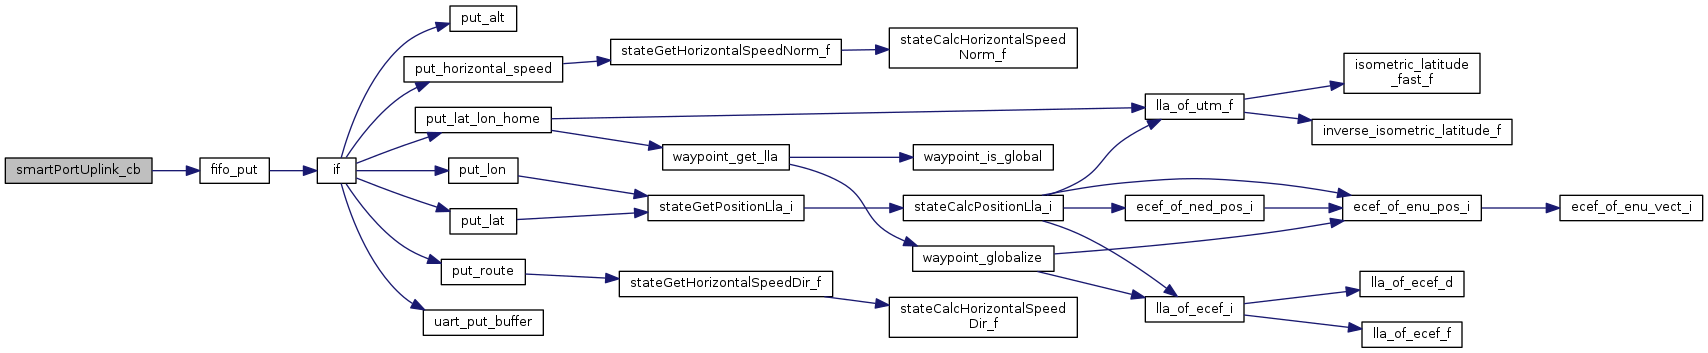 smartPortUplink_cb
fifo_put
if
put_alt
put_horizontal_speed
put_lat_lon_home
put_lon
put_lat
put_route
uart_put_buffer
stateGetHorizontalSpeedNorm_f
waypoint_get_lla
stateGetPositionLla_i
stateGetHorizontalSpeedDir_f
stateCalcHorizontalSpeed
Norm_f
waypoint_is_global
stateCalcPositionLla_i
waypoint_globalize
stateCalcHorizontalSpeed
Dir_f
lla_of_utm_f
ecef_of_ned_pos_i
lla_of_ecef_i
isometric_latitude
_fast_f
inverse_isometric_latitude_f
ecef_of_enu_pos_i
lla_of_ecef_d
lla_of_ecef_f
ecef_of_enu_vect_i